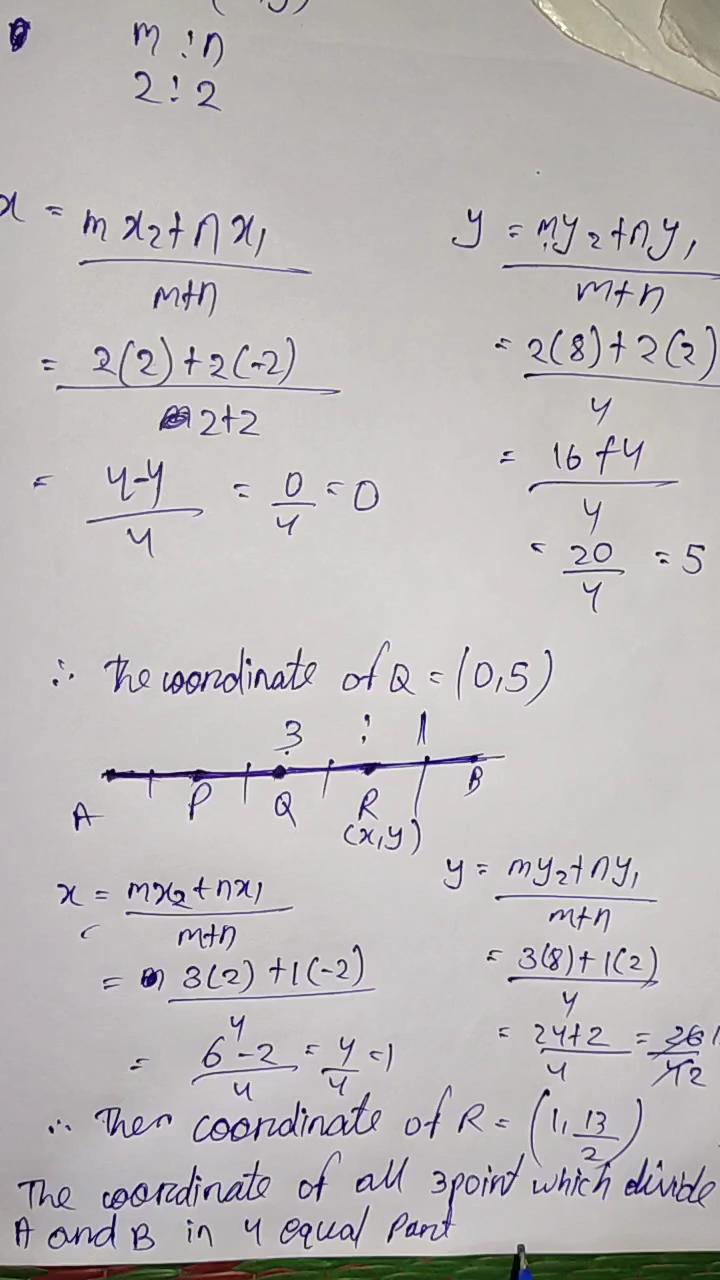 m : n
2 : 2
x = mx₂+nx₁ / m+n
= 2(2)+2(-2) / 2+2
= 4-4 / 4 = 0/4 = 0
y = my₂+ny₁ / m+n
= 2(8)+2(2) / 4
= 16+4 / 4
= 20/4 = 5
∴ The coordinate of Q = (0,5)
3 : 1
A P Q R B
(x,y)
x = mx₂+nx₁ / m+n
= 3(2)+1(-2) / 4
= 6-2 / 4 = 4/4 = 1
y = my₂+ny₁ / m+n
= 3(8)+1(2) / 4
= 24+2 / 4 = 26 / 42
∴ Then coordinate of R = (1, 13/2)
The coordinate of all 3point which divide
A and B in 4 equal Part